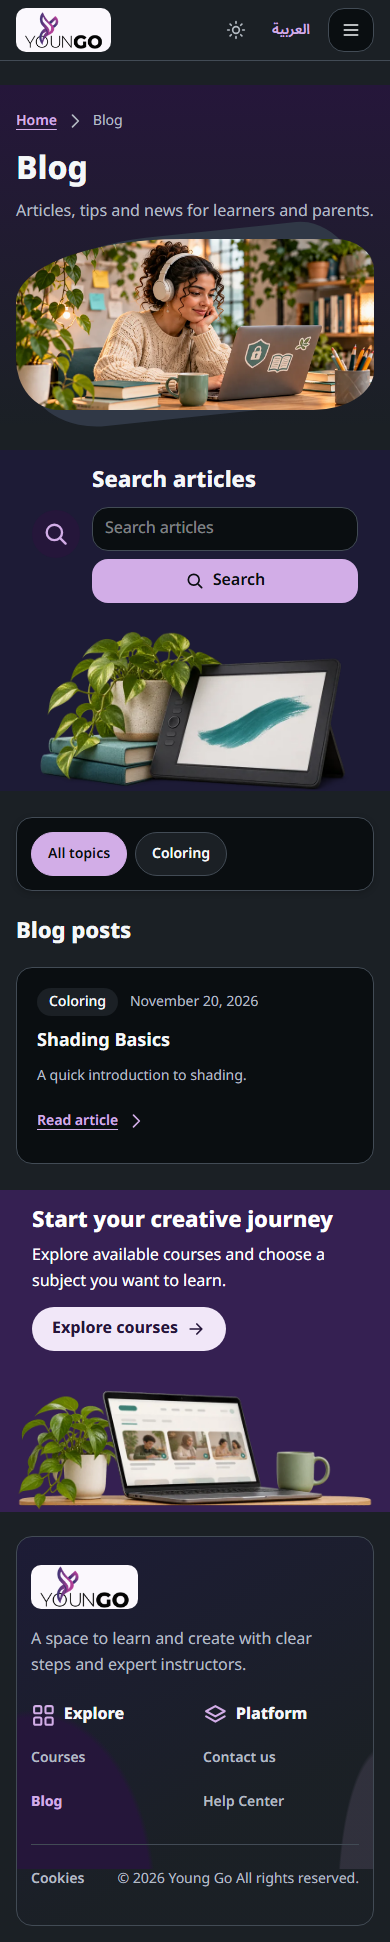 YOUNGO
العربية
Home
Blog
Blog
Articles, tips and news for learners and parents.
Search articles
Search articles
Search
All topics
Coloring
Blog posts
Coloring
November 20, 2026
Shading Basics
A quick introduction to shading.
Read article
Start your creative journey
Explore available courses and choose a
subject you want to learn.
Explore courses
YOUNGO
A space to learn and create with clear
steps and expert instructors.
Explore
Platform
Courses
Contact us
Blog
Help Center
Cookies
© 2026 Young Go All rights reserved.